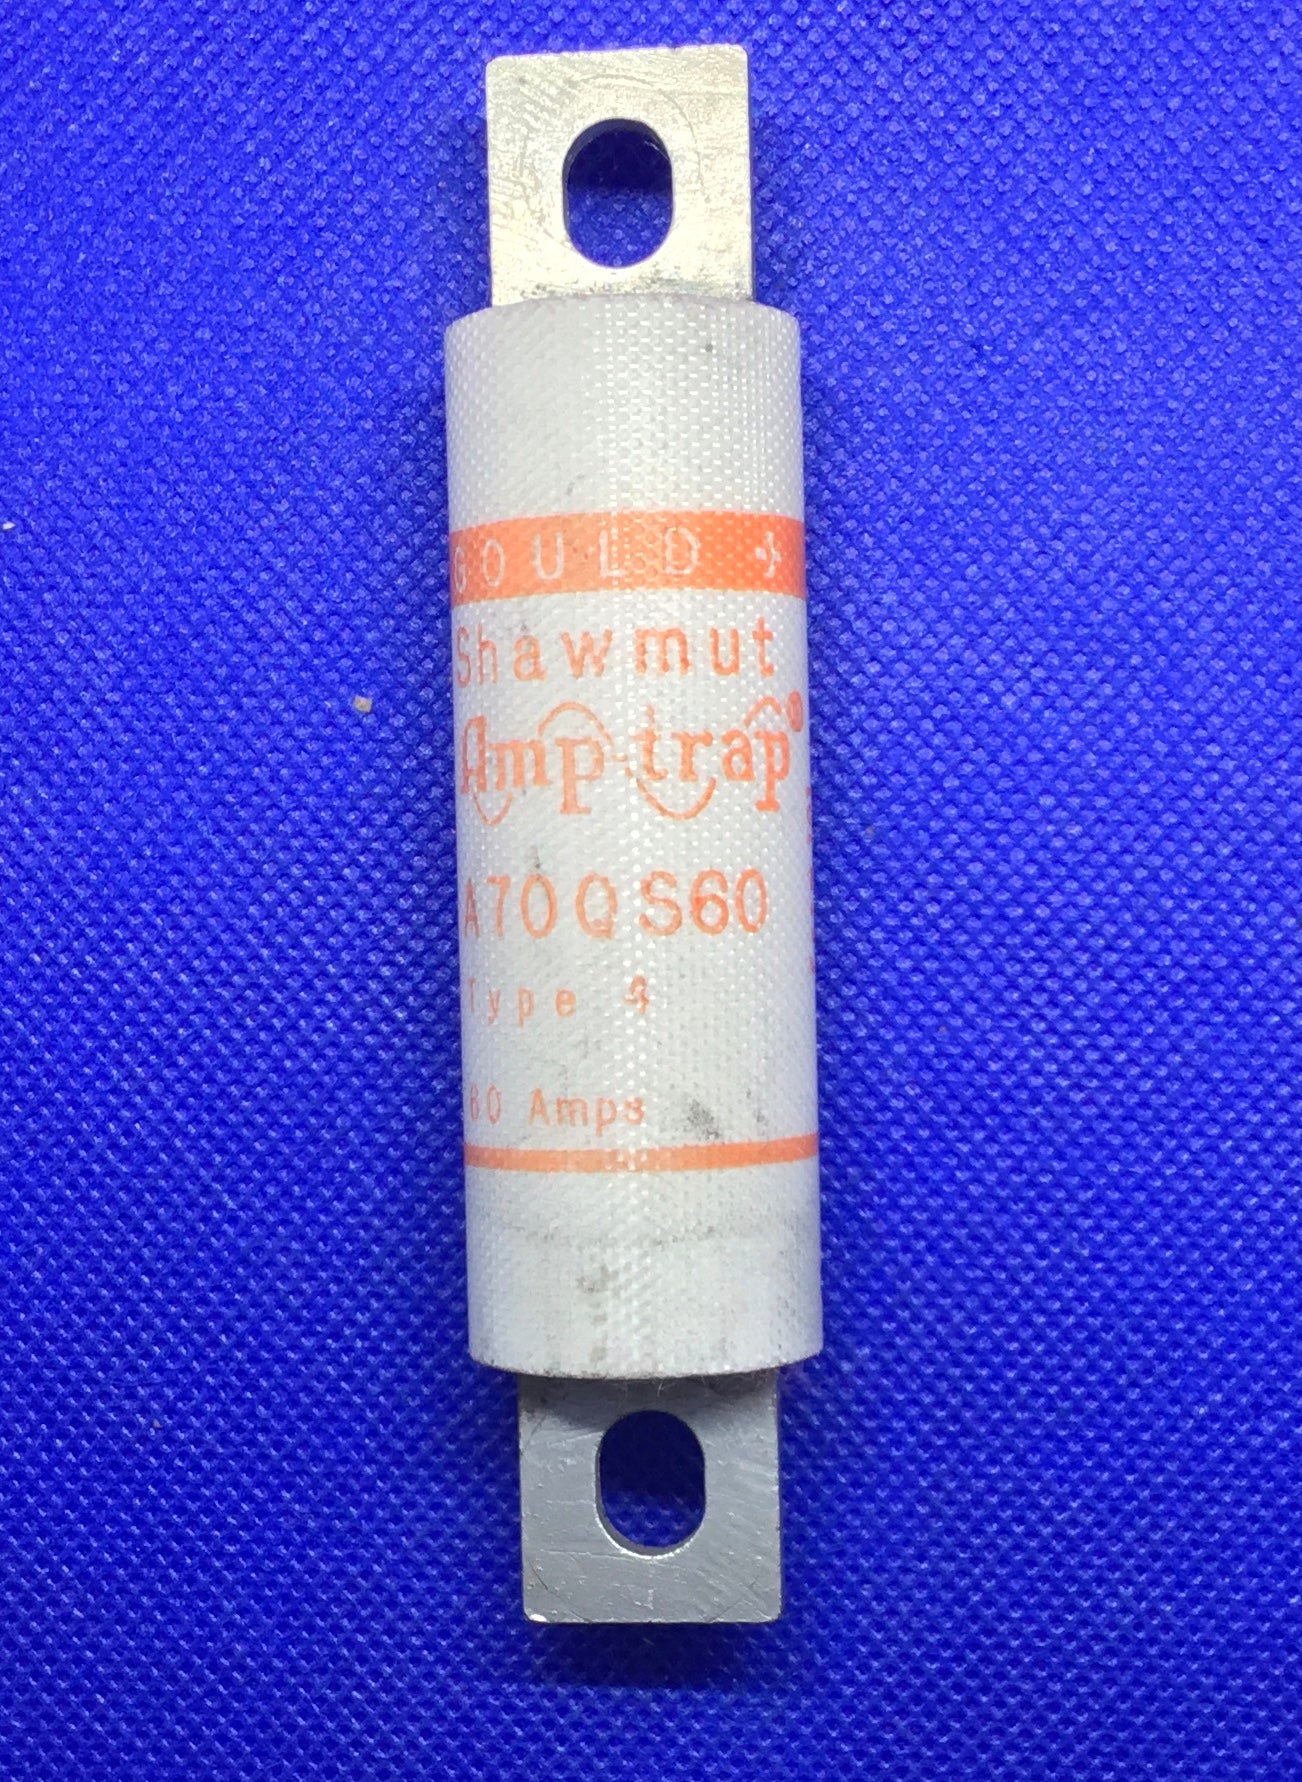 GOULD
Shawmut
Amp-trap®
A70QS60
Type 4
60 Amps